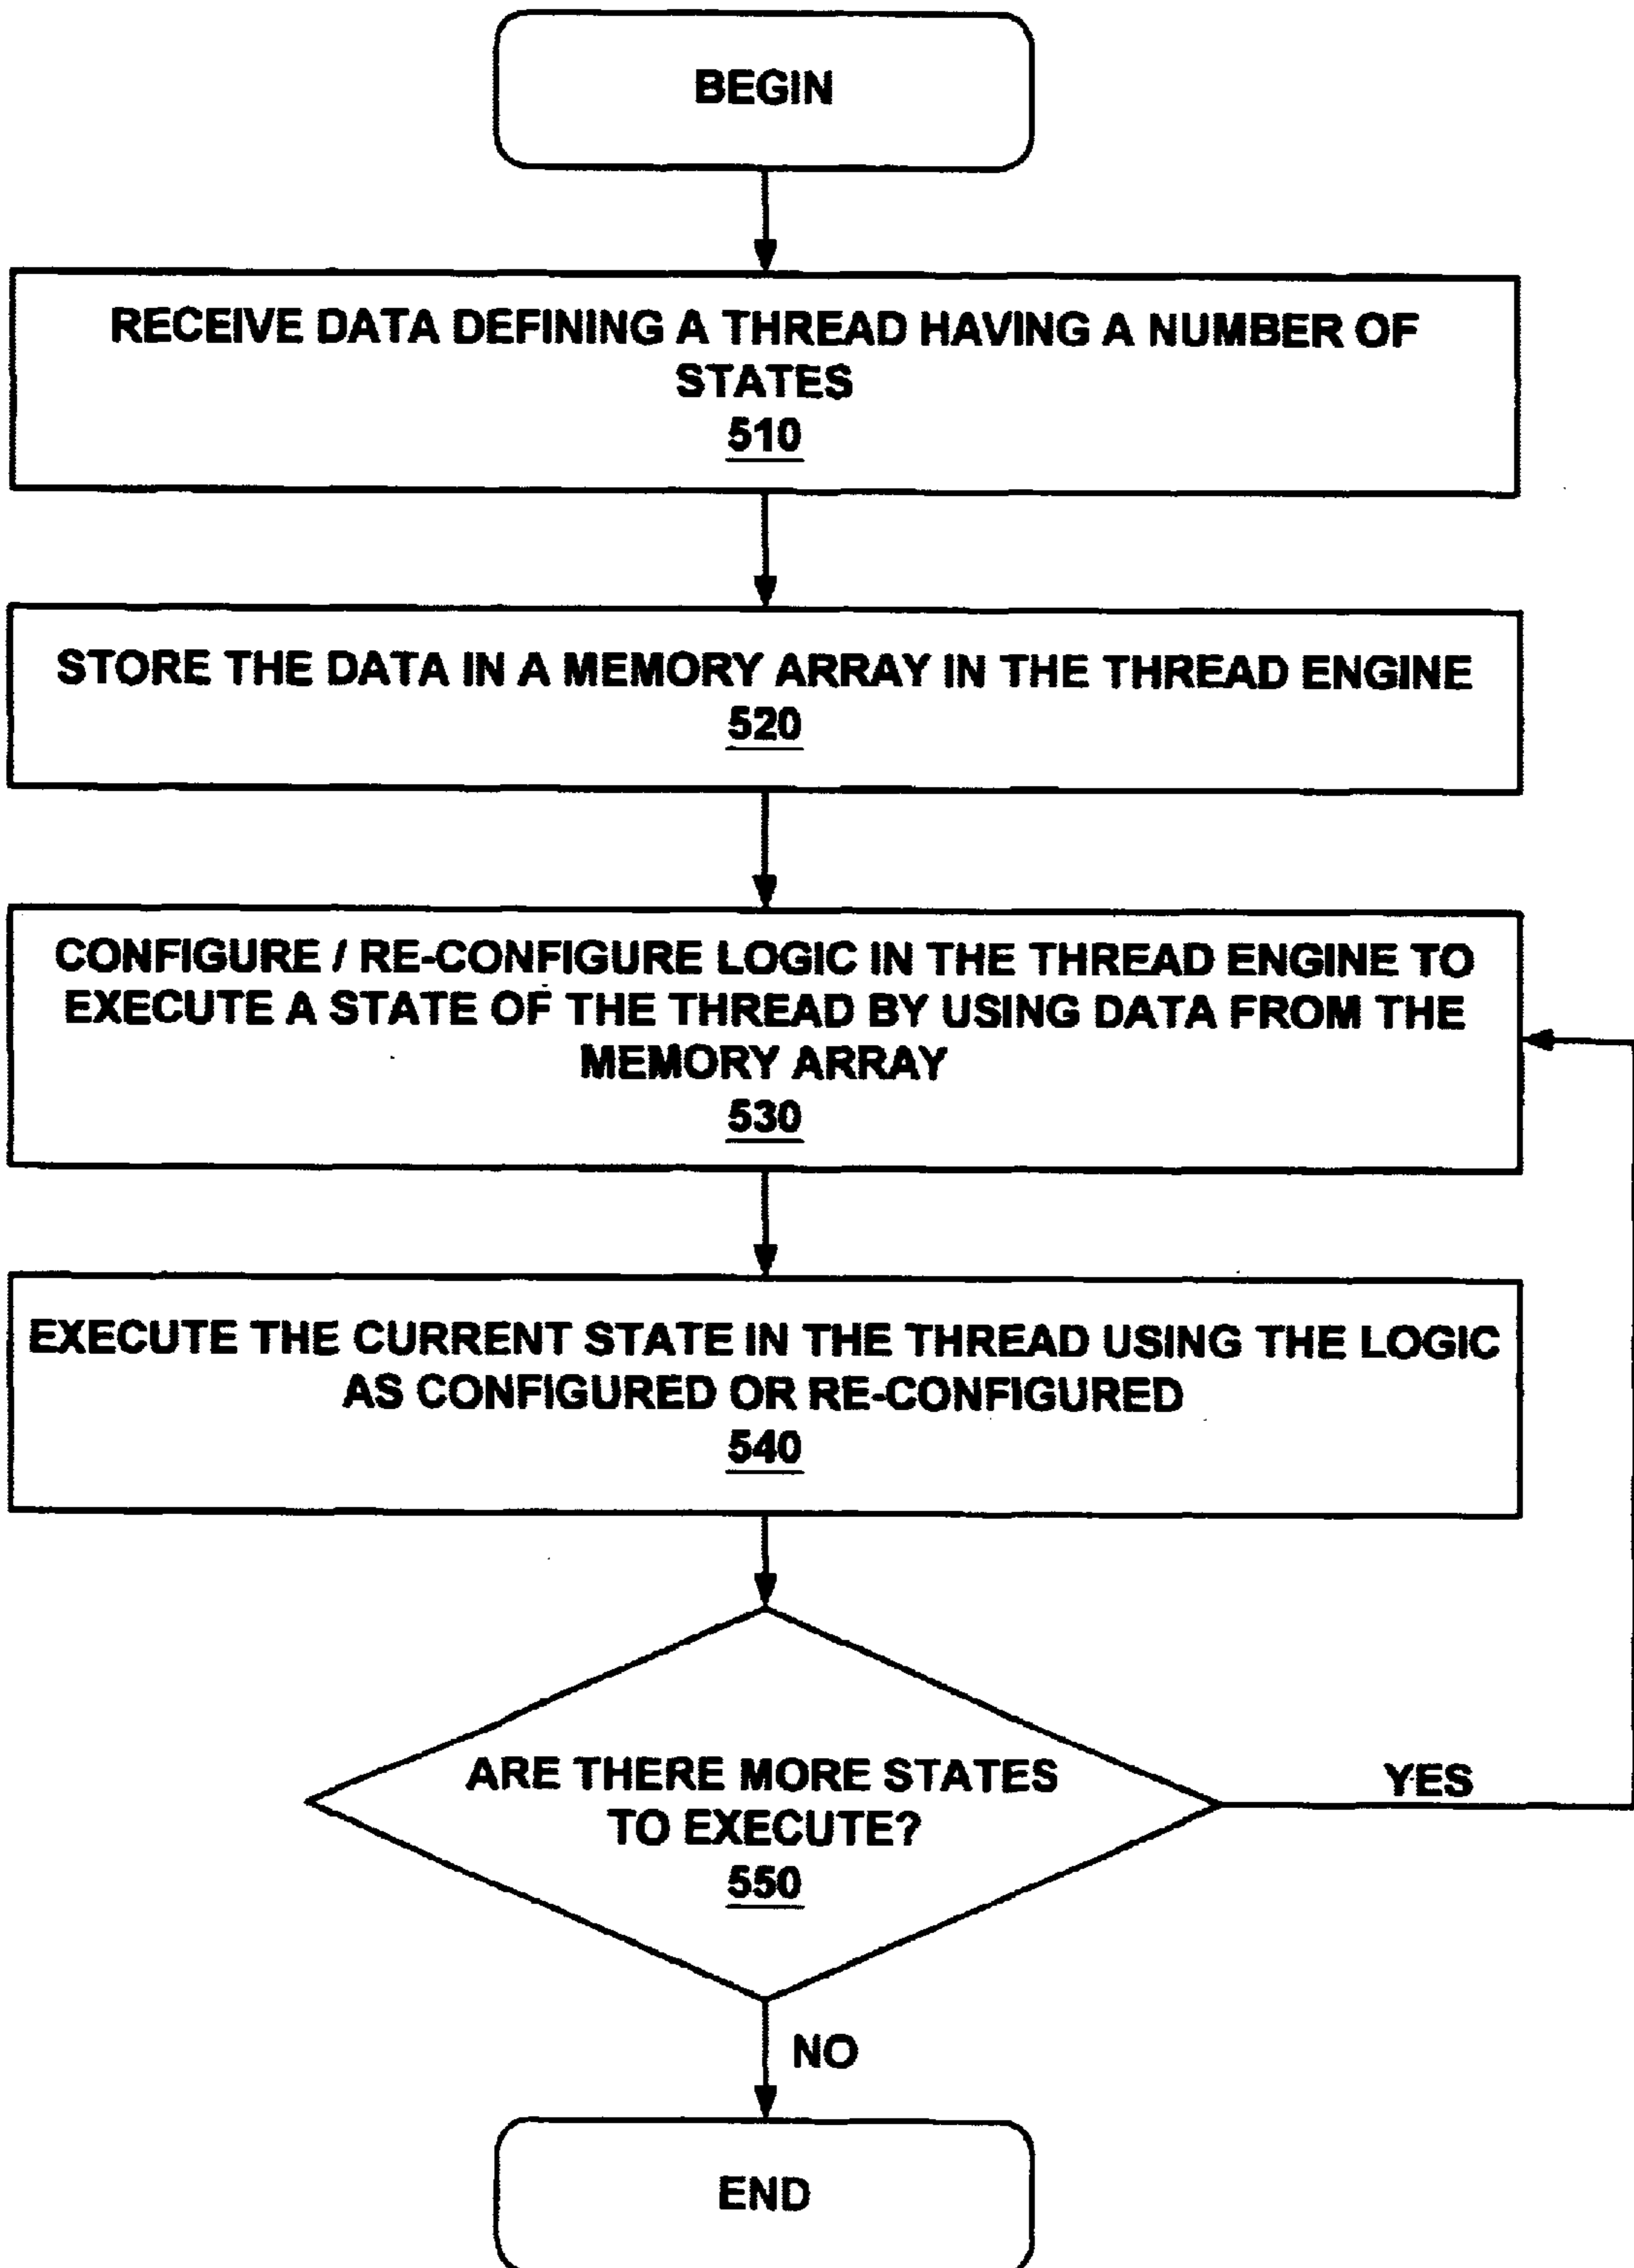 BEGIN
RECEIVE DATA DEFINING A THREAD HAVING A NUMBER OF
STATES
510
STORE THE DATA IN A MEMORY ARRAY IN THE THREAD ENGINE
520
CONFIGURE / RE-CONFIGURE LOGIC IN THE THREAD ENGINE TO
EXECUTE A STATE OF THE THREAD BY USING DATA FROM THE
MEMORY ARRAY
530
EXECUTE THE CURRENT STATE IN THE THREAD USING THE LOGIC
AS CONFIGURED OR RE-CONFIGURED
540
ARE THERE MORE STATES
TO EXECUTE?
550
YES
NO
END